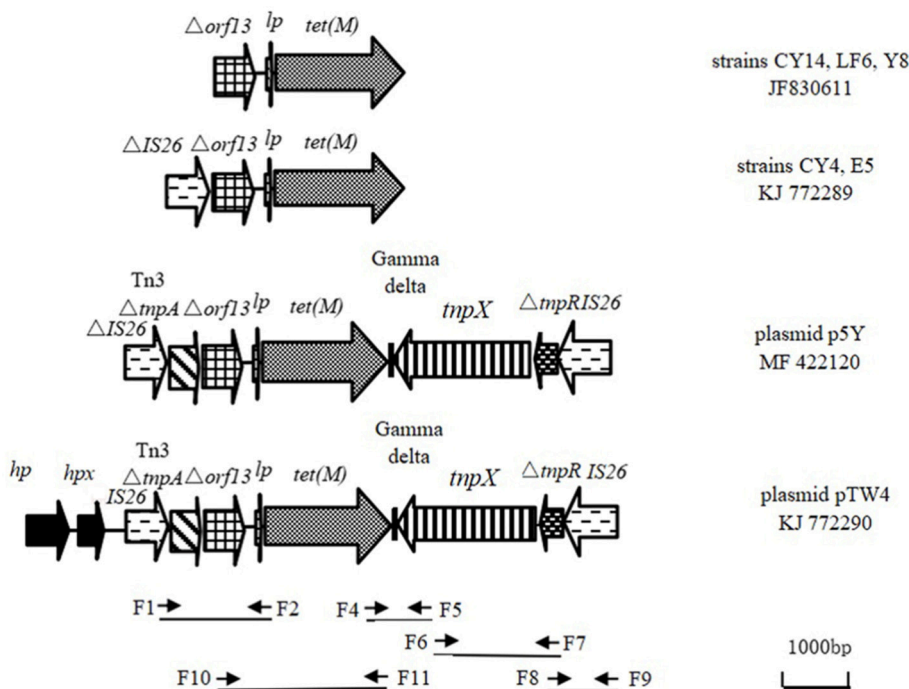 △orf13 lp tet(M)
strains CY14, LF6, Y8
JF830611
△IS26 △orf13 lp tet(M)
strains CY4, E5
KJ 772289
Gamma
delta
Tn3
△tnpA △orf13 lp tet(M) tnpX △tnpRIS26
△IS26
plasmid p5Y
MF 422120
Gamma
delta
Tn3
hp hpx △tnpA △orf13 lp tet(M) tnpX △tnpR IS26
IS26
plasmid pTW4
KJ 772290
F1 F2 F4 F5
F6 F7
F10 F11 F8 F9
1000bp